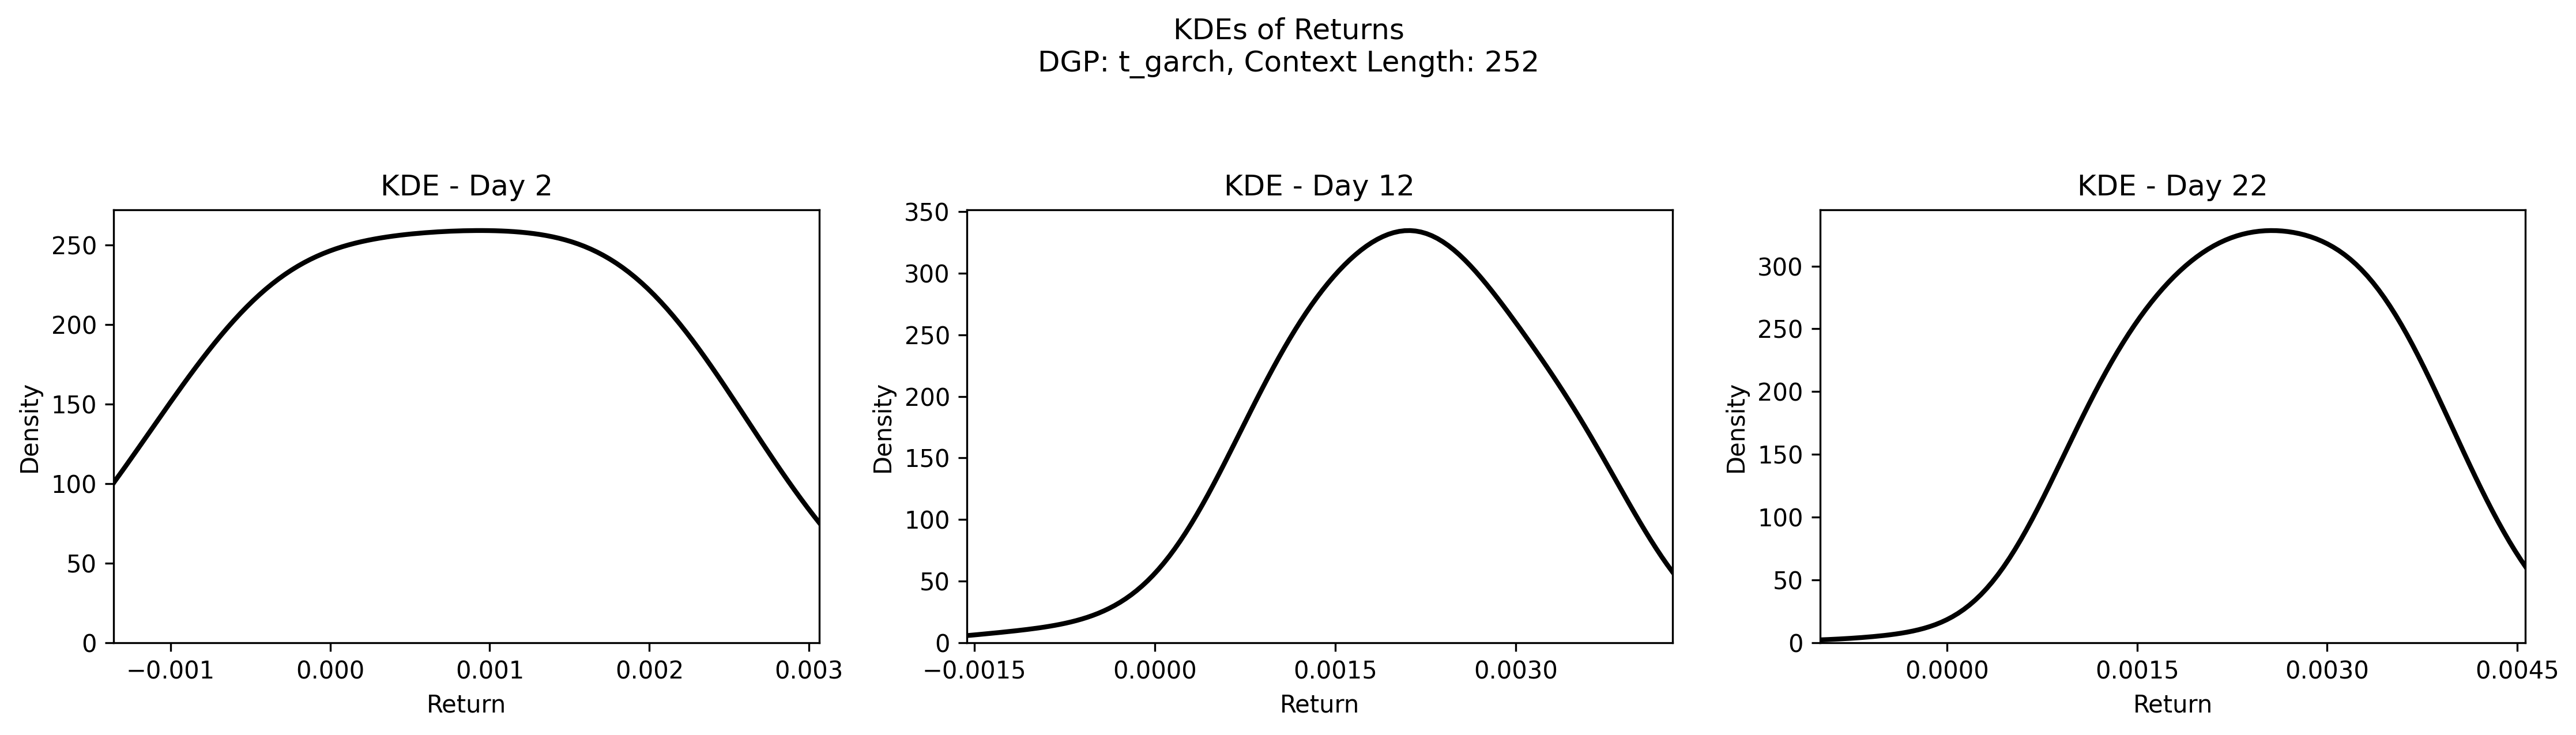 KDEs of Returns
DGP: t_garch, Context Length: 252
KDE - Day 2
Density
250
200
150
100
50
0
−0.001 0.000 0.001 0.002 0.003
Return
KDE - Day 12
Density
350
300
250
200
150
100
50
0
−0.0015 0.0000 0.0015 0.0030
Return
KDE - Day 22
Density
300
250
200
150
100
50
0
0.0000 0.0015 0.0030 0.0045
Return